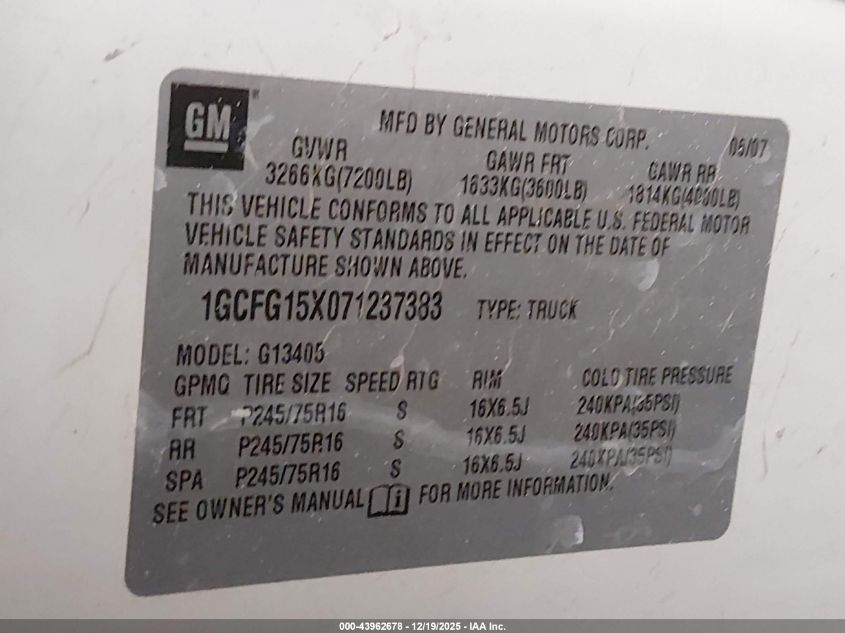 GM
MFD BY GENERAL MOTORS CORP. 06/07
GVWR GAWR FRT GAWR RR
3266KG(7200LB) 1633KG(3600LB) 1814KG(4000LB)
THIS VEHICLE CONFORMS TO ALL APPLICABLE U.S. FEDERAL MOTOR
VEHICLE SAFETY STANDARDS IN EFFECT ON THE DATE OF
MANUFACTURE SHOWN ABOVE.
1GCFG15X071237383 TYPE: TRUCK
MODEL: G13405
GPMQ TIRE SIZE SPEED RTG RIM COLD TIRE PRESSURE
FRT P245/75R16 S 16X6.5J 240KPA(35PSI)
RR P245/75R16 S 16X6.5J 240KPA(35PSI)
SPA P245/75R16 S 16X6.5J 240KPA(35PSI)
SEE OWNER'S MANUAL i FOR MORE INFORMATION.
000-43962678 - 12/19/2025 - IAA Inc.